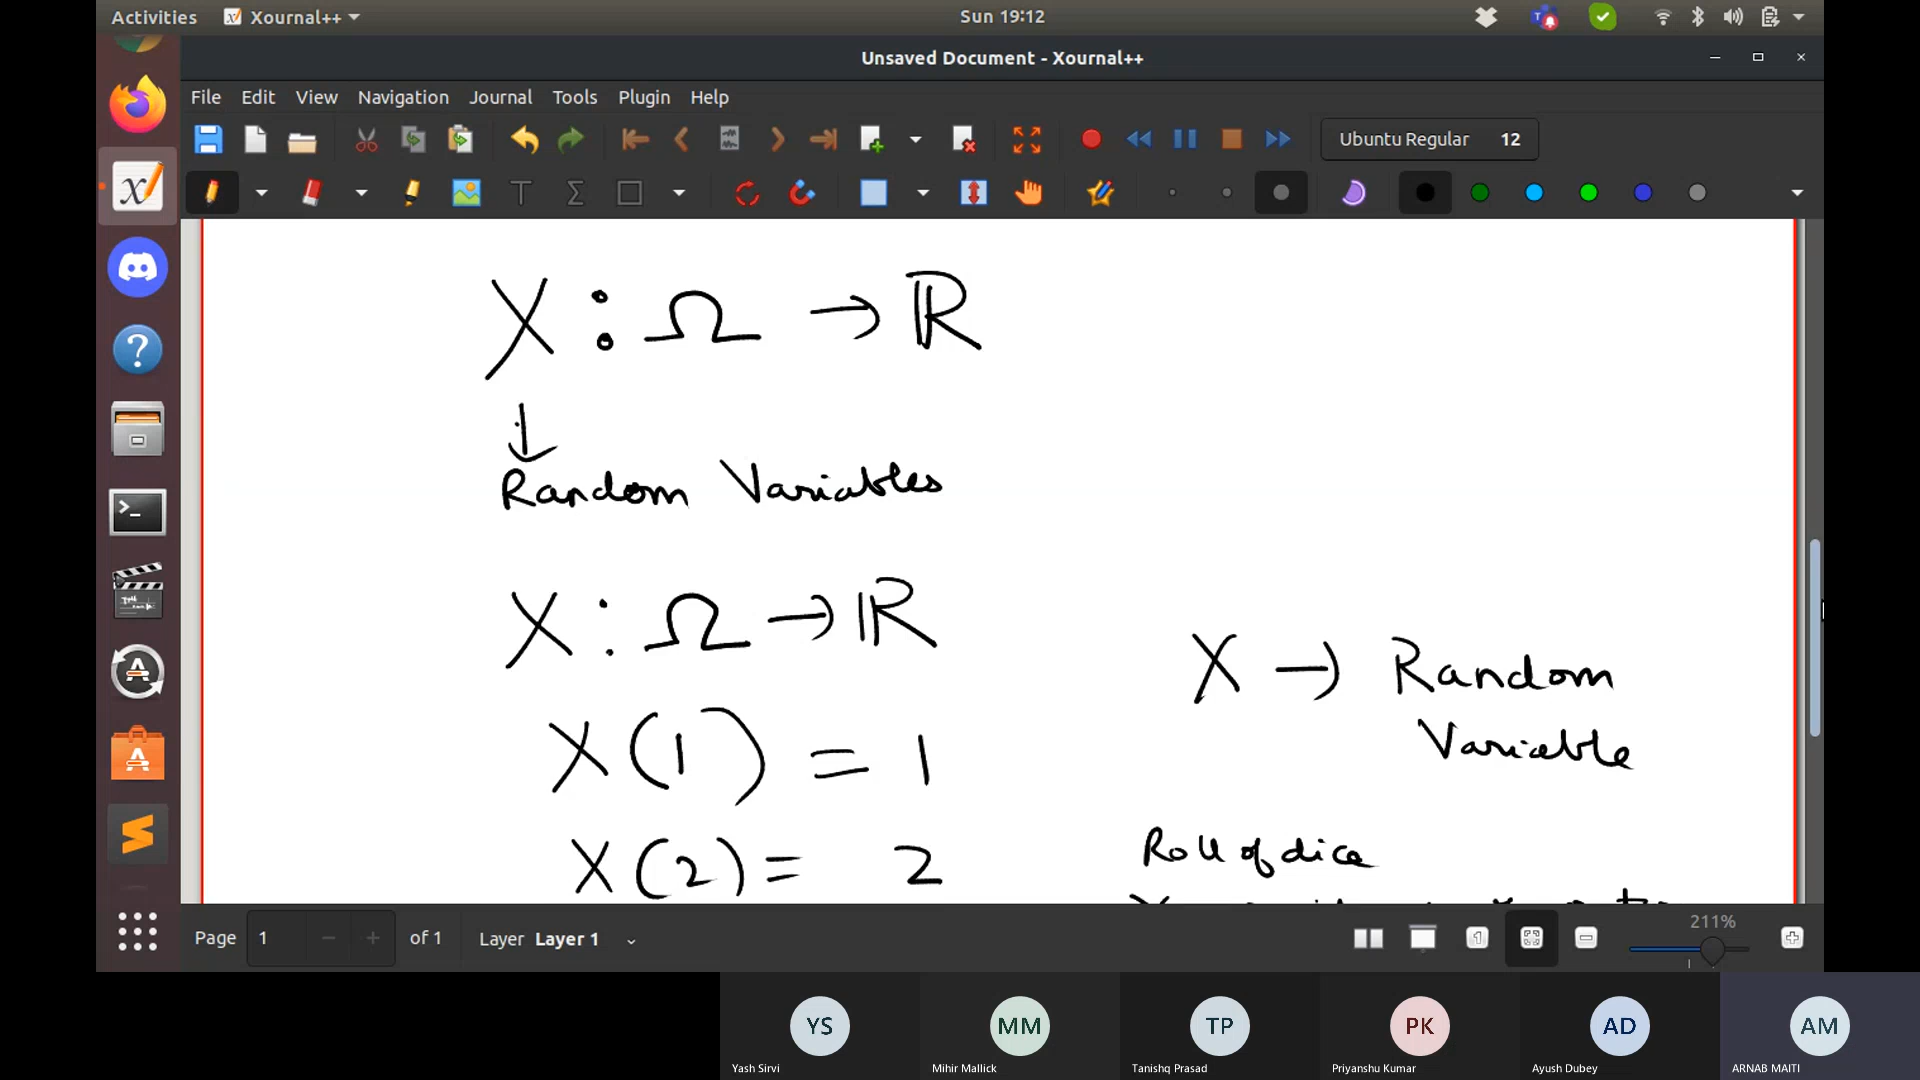 Activities Xournal++ Sun 19:12
Unsaved Document - Xournal++
File Edit View Navigation Journal Tools Plugin Help
Ubuntu Regular 12
X : Ω → ℝ
↓
Random Variables
X : Ω → ℝ
X → Random
Variable
X(1) = 1
Roll of dice
X(2) = 2
Page 1 of 1 Layer Layer 1 211%
YS MM TP PK AD AM
Yash Sirvi Mihir Mallick Tanishq Prasad Priyanshu Kumar Ayush Dubey ARNAB MAITI